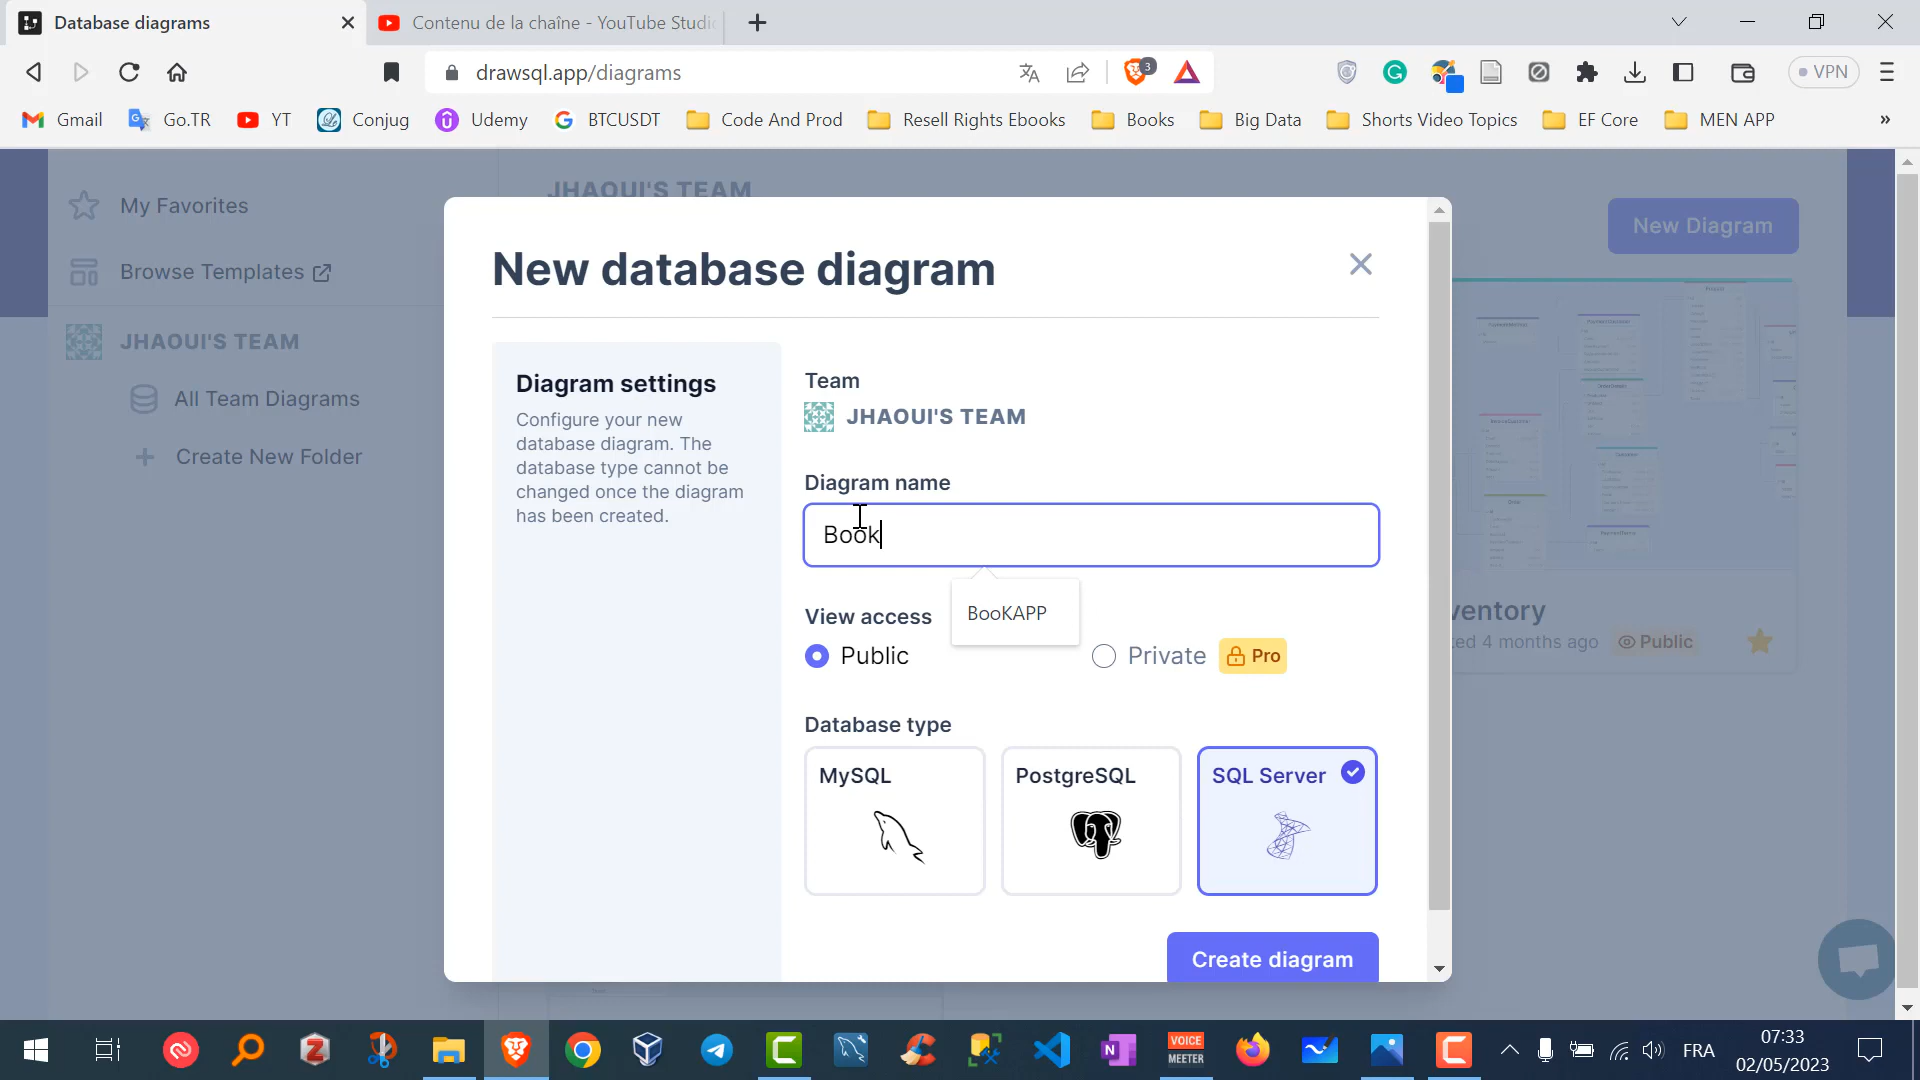 Database diagrams
Contenu de la chaîne - YouTube Studi
drawsql.app/diagrams
3
VPN
Gmail
Go.TR
YT
Conjug
Udemy
BTCUSDT
Code And Prod
Resell Rights Ebooks
Books
Big Data
Shorts Video Topics
EF Core
MEN APP
»
My Favorites
Browse Templates
JHAOUI'S TEAM
All Team Diagrams
Create New Folder
JHAOUI'S TEAM
New Diagram
New database diagram
Diagram settings
Configure your new
database diagram. The
database type cannot be
changed once the diagram
has been created.
Team
JHAOUI'S TEAM
Diagram name
Book
BooKAPP
View access
Public
Private
Pro
Database type
MySQL
PostgreSQL
SQL Server
Create diagram
ventory
ed 4 months ago
Public
VOICE
MEETER
FRA
07:33
02/05/2023